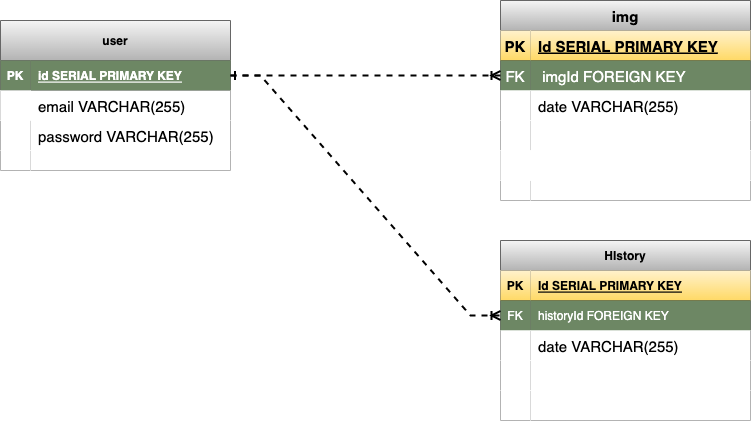 user
PK id SERIAL PRIMARY KEY
email VARCHAR(255)
password VARCHAR(255)
img
PK Id SERIAL PRIMARY KEY
FK imgId FOREIGN KEY
date VARCHAR(255)
HIstory
PK Id SERIAL PRIMARY KEY
FK historyId FOREIGN KEY
date VARCHAR(255)